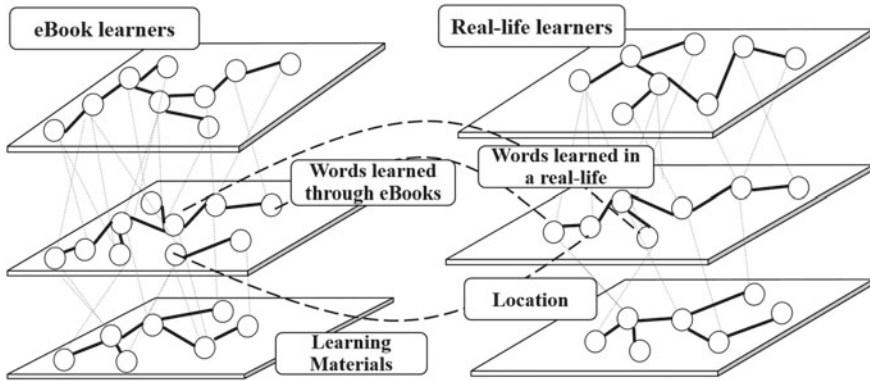 eBook learners
Real-life learners
Words learned
through eBooks
Words learned in
a real-life
Location
Learning
Materials